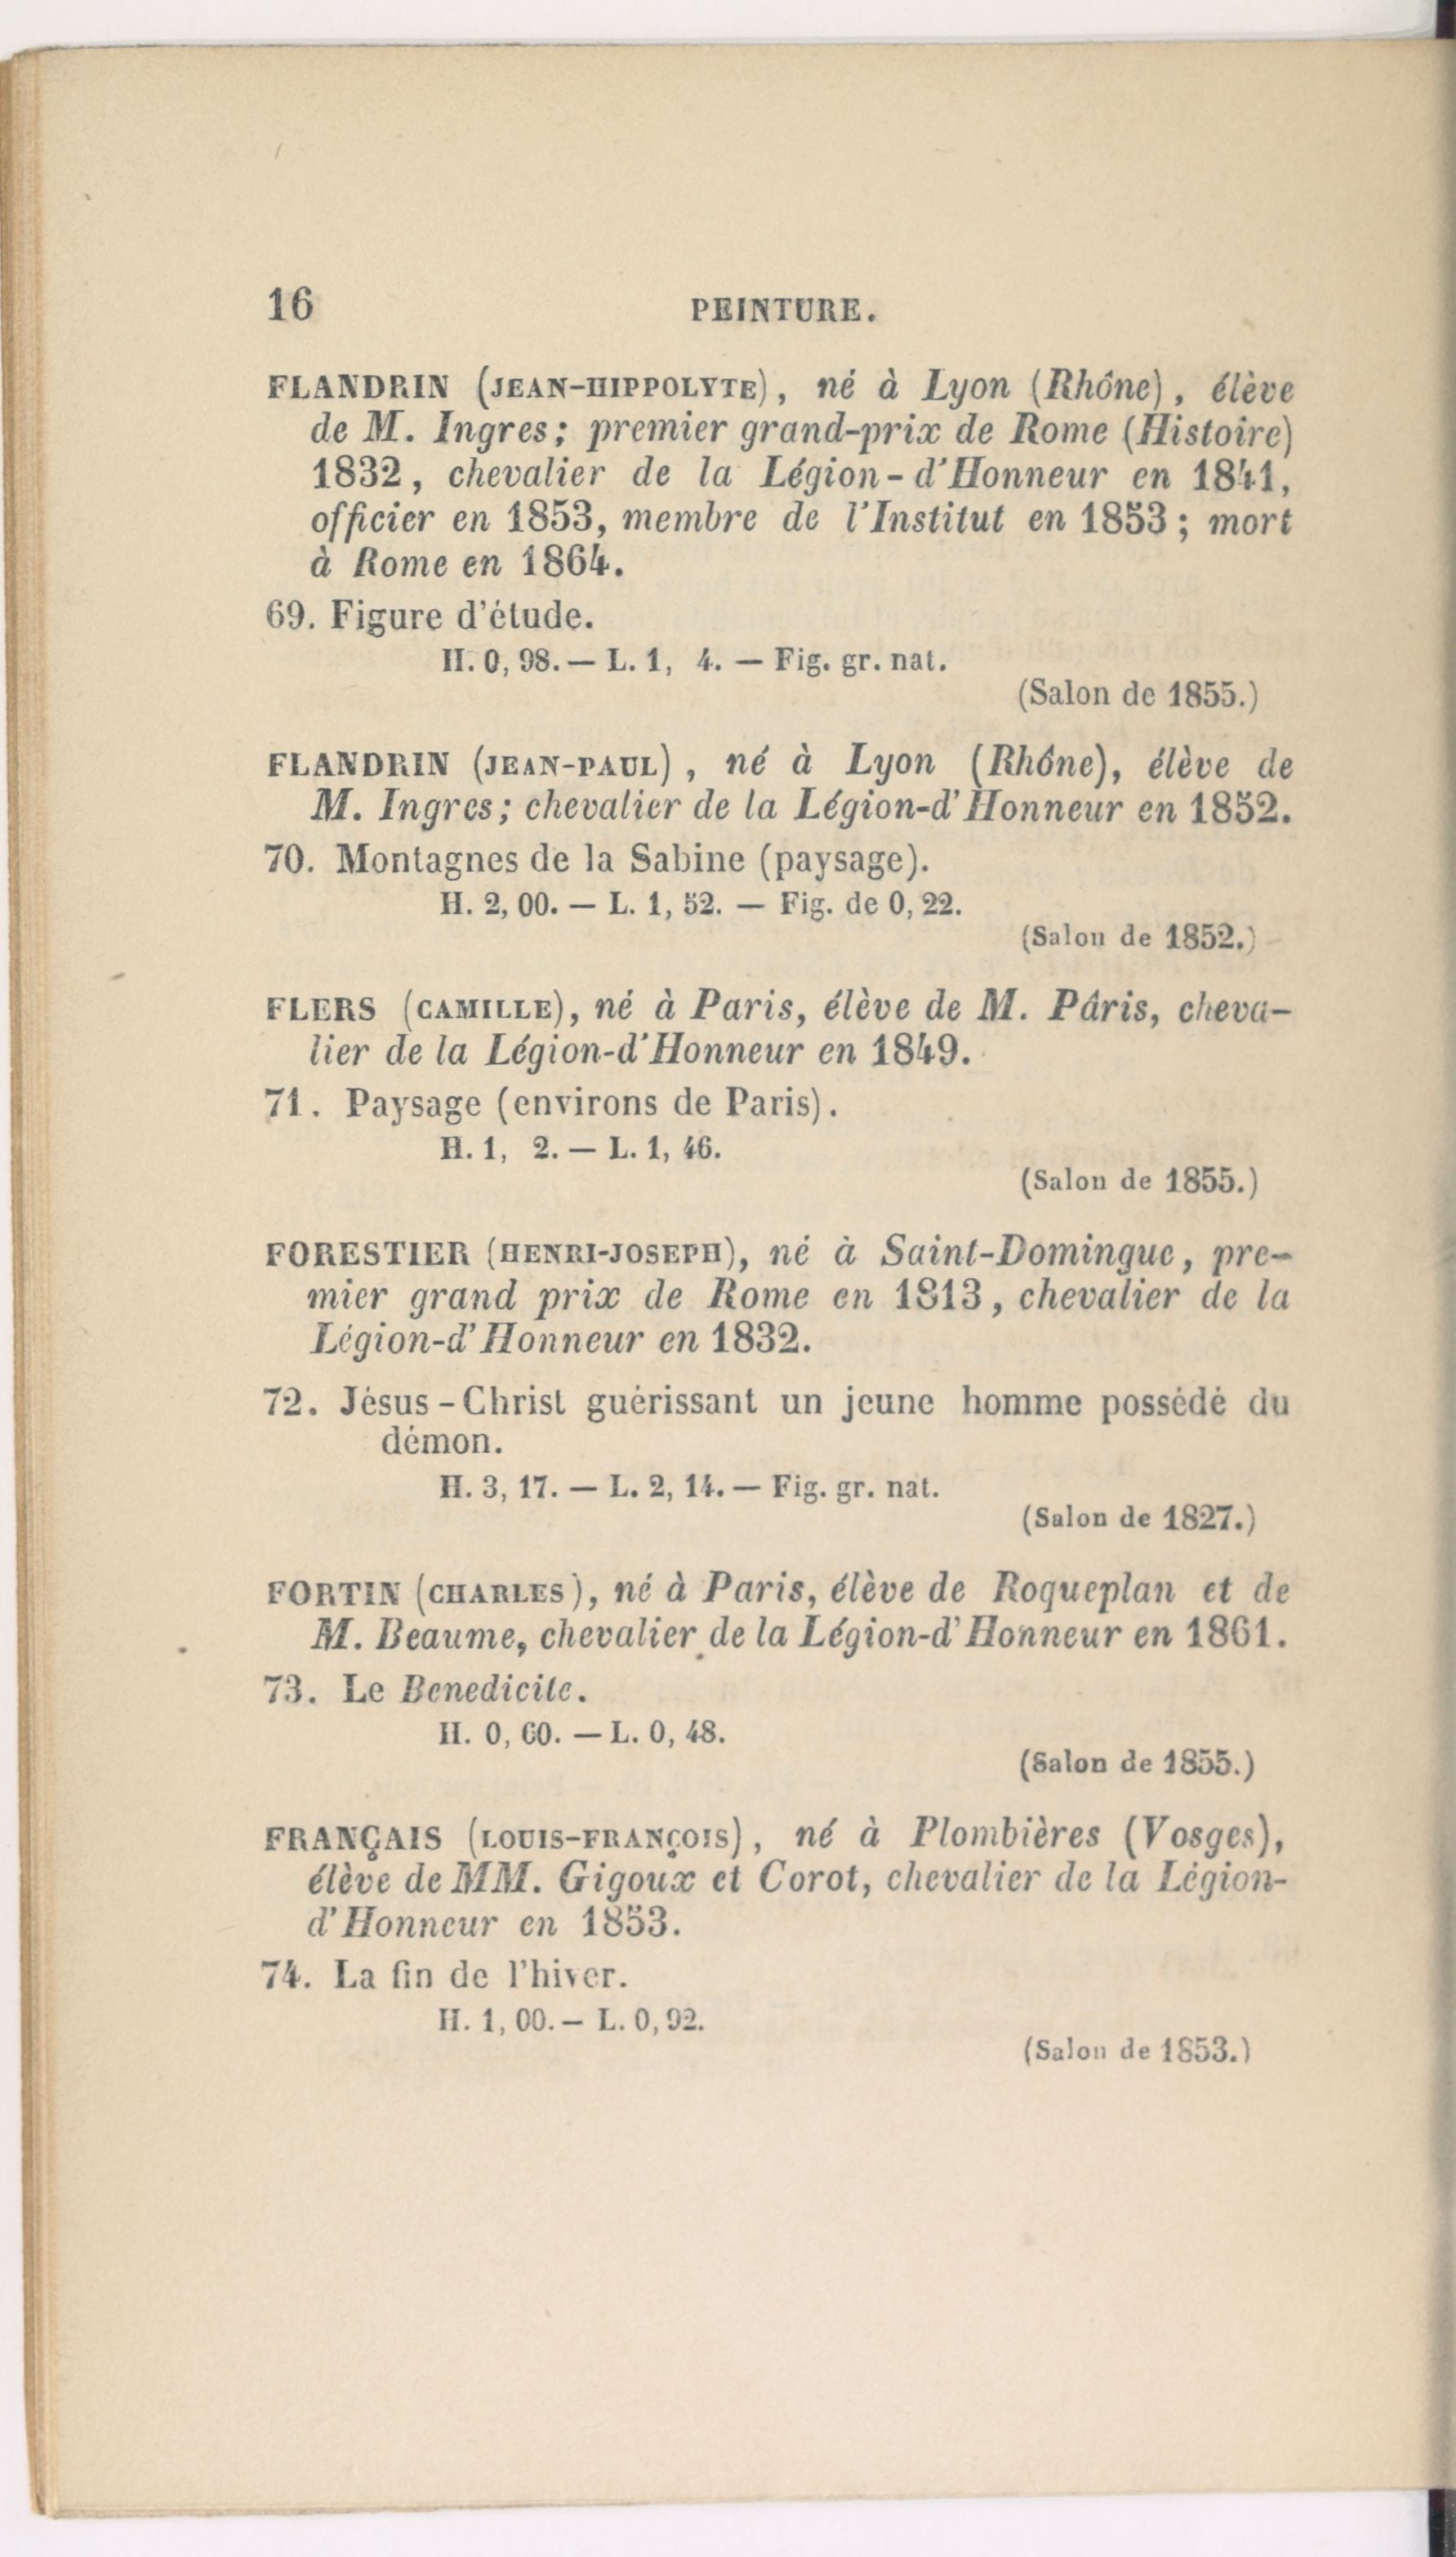 16
PEINTURE.
FLANDRIN (JEAN-HIPPOLYTE), né à Lyon (Rhône), élève
de M. Ingres; premier grand-prix de Rome (Histoire)
1832, chevalier de la Légion-d'Honneur en 1841,
officier en 1853, membre de l'Institut en 1853; mort
à Rome en 1864.
69. Figure d'étude.
H. 0, 98. — L. 1, 4. — Fig. gr. nat.
(Salon de 1855.)
FLANDRIN (JEAN-PAUL), né à Lyon (Rhône), élève de
M. Ingres; chevalier de la Légion-d'Honneur en 1852.
70. Montagnes de la Sabine (paysage).
H. 2, 00. — L. 1, 52. — Fig. de 0, 22.
(Salon de 1852.)
FLERS (CAMILLE), né à Paris, élève de M. Pâris, cheva-
lier de la Légion-d'Honneur en 1849.
71. Paysage (environs de Paris).
H. 1, 2. — L. 1, 46.
(Salon de 1855.)
FORESTIER (HENRI-JOSEPH), né à Saint-Domingue, pre-
mier grand prix de Rome en 1813, chevalier de la
Légion-d'Honneur en 1832.
72. Jésus-Christ guérissant un jeune homme possédé du
démon.
H. 3, 17. — L. 2, 14. — Fig. gr. nat.
(Salon de 1827.)
FORTIN (CHARLES), né à Paris, élève de Roqueplan et de
M. Beaume, chevalier de la Légion-d'Honneur en 1861.
73. Le Benedicite.
H. 0, 60. — L. 0, 48.
(Salon de 1855.)
FRANÇAIS (LOUIS-FRANÇOIS), né à Plombières (Vosges),
élève de MM. Gigoux et Corot, chevalier de la Légion-
d'Honneur en 1853.
74. La fin de l'hiver.
H. 1, 00. — L. 0, 92.
(Salon de 1853.)